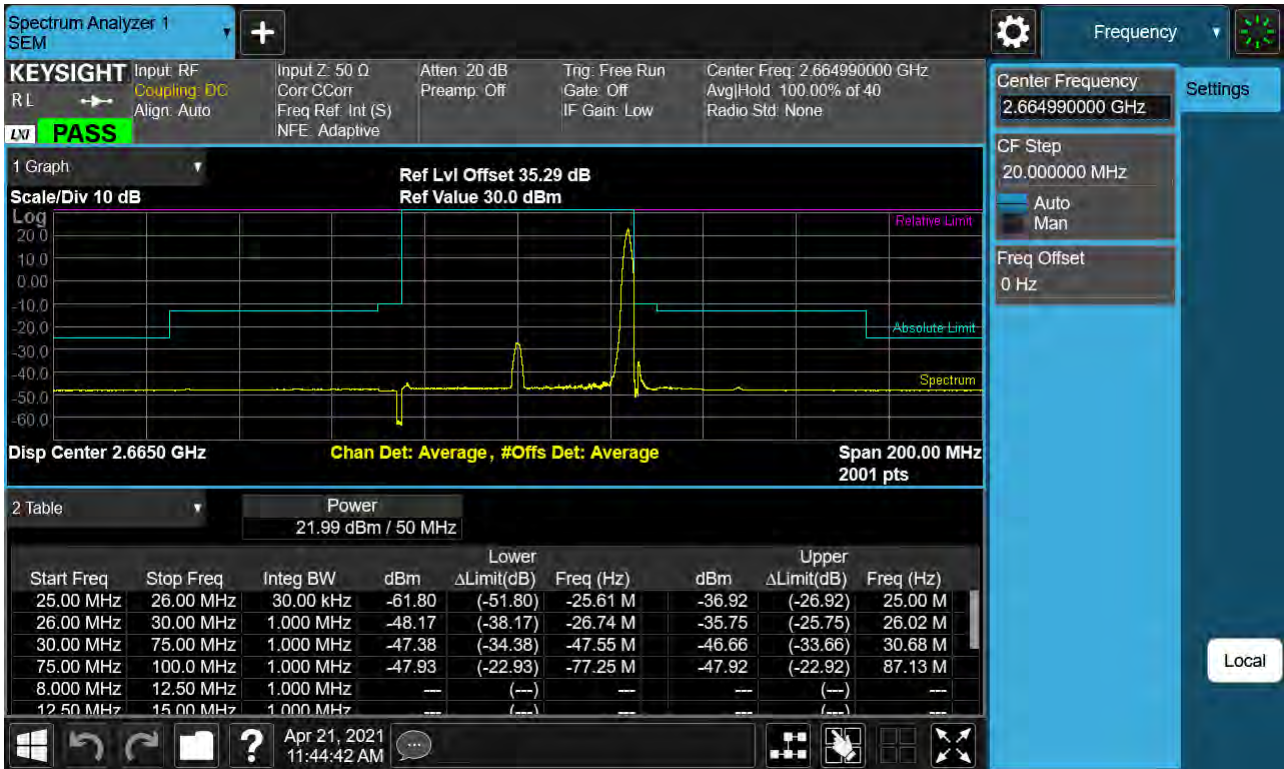 Spectrum Analyzer 1
SEM
Frequency
KEYSIGHT
R L
LXI
PASS
Input: RF
Coupling: DC
Align: Auto
Input Z: 50 Ω
Corr CCorr
Freq Ref: Int (S)
NFE: Adaptive
Atten: 20 dB
Preamp: Off
Trig: Free Run
Gate: Off
IF Gain: Low
Center Freq: 2.664990000 GHz
Avg|Hold: 100.00% of 40
Radio Std: None
Center Frequency
2.664990000 GHz
Settings
CF Step
20.000000 MHz
Auto
Man
Freq Offset
0 Hz
1 Graph
Ref Lvl Offset 35.29 dB
Scale/Div 10 dB
Ref Value 30.0 dBm
Log
Relative Limit
20.0
10.0
0.00
-10.0
-20.0
Absolute Limit
-30.0
-40.0
Spectrum
-50.0
-60.0
Disp Center 2.6650 GHz
Chan Det: Average , #Offs Det: Average
Span 200.00 MHz
2001 pts
2 Table
Power
21.99 dBm / 50 MHz
Lower Upper
Start Freq Stop Freq Integ BW dBm ΔLimit(dB) Freq (Hz) dBm ΔLimit(dB) Freq (Hz)
25.00 MHz 26.00 MHz 30.00 kHz -61.80 (-51.80) -25.61 M -36.92 (-26.92) 25.00 M
26.00 MHz 30.00 MHz 1.000 MHz -48.17 (-38.17) -26.74 M -35.75 (-25.75) 26.02 M
30.00 MHz 75.00 MHz 1.000 MHz -47.38 (-34.38) -47.55 M -46.66 (-33.66) 30.68 M
75.00 MHz 100.0 MHz 1.000 MHz -47.93 (-22.93) -77.25 M -47.92 (-22.92) 87.13 M
8.000 MHz 12.50 MHz 1.000 MHz --- (---) --- --- (---) ---
12.50 MHz 15.00 MHz 1.000 MHz --- (---) --- --- (---) ---
Local
?
Apr 21, 2021
11:44:42 AM